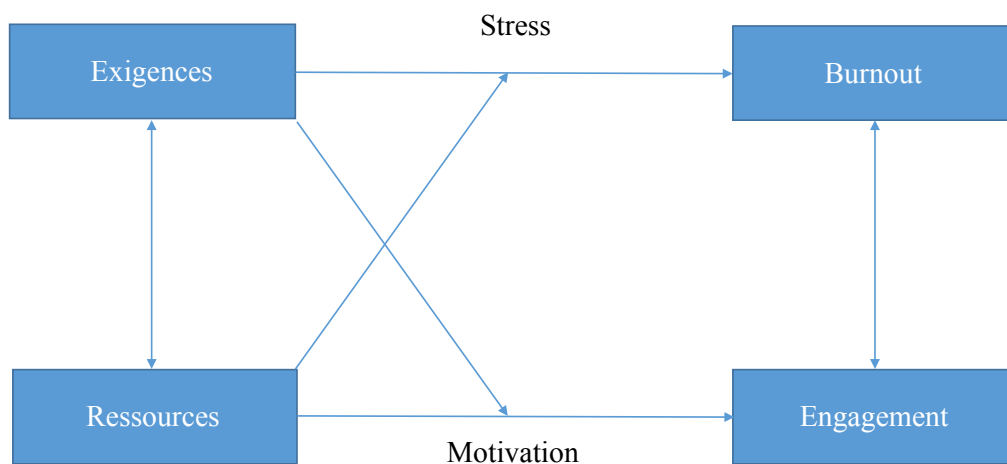 Stress
Exigences
Burnout
Ressources
Engagement
Motivation